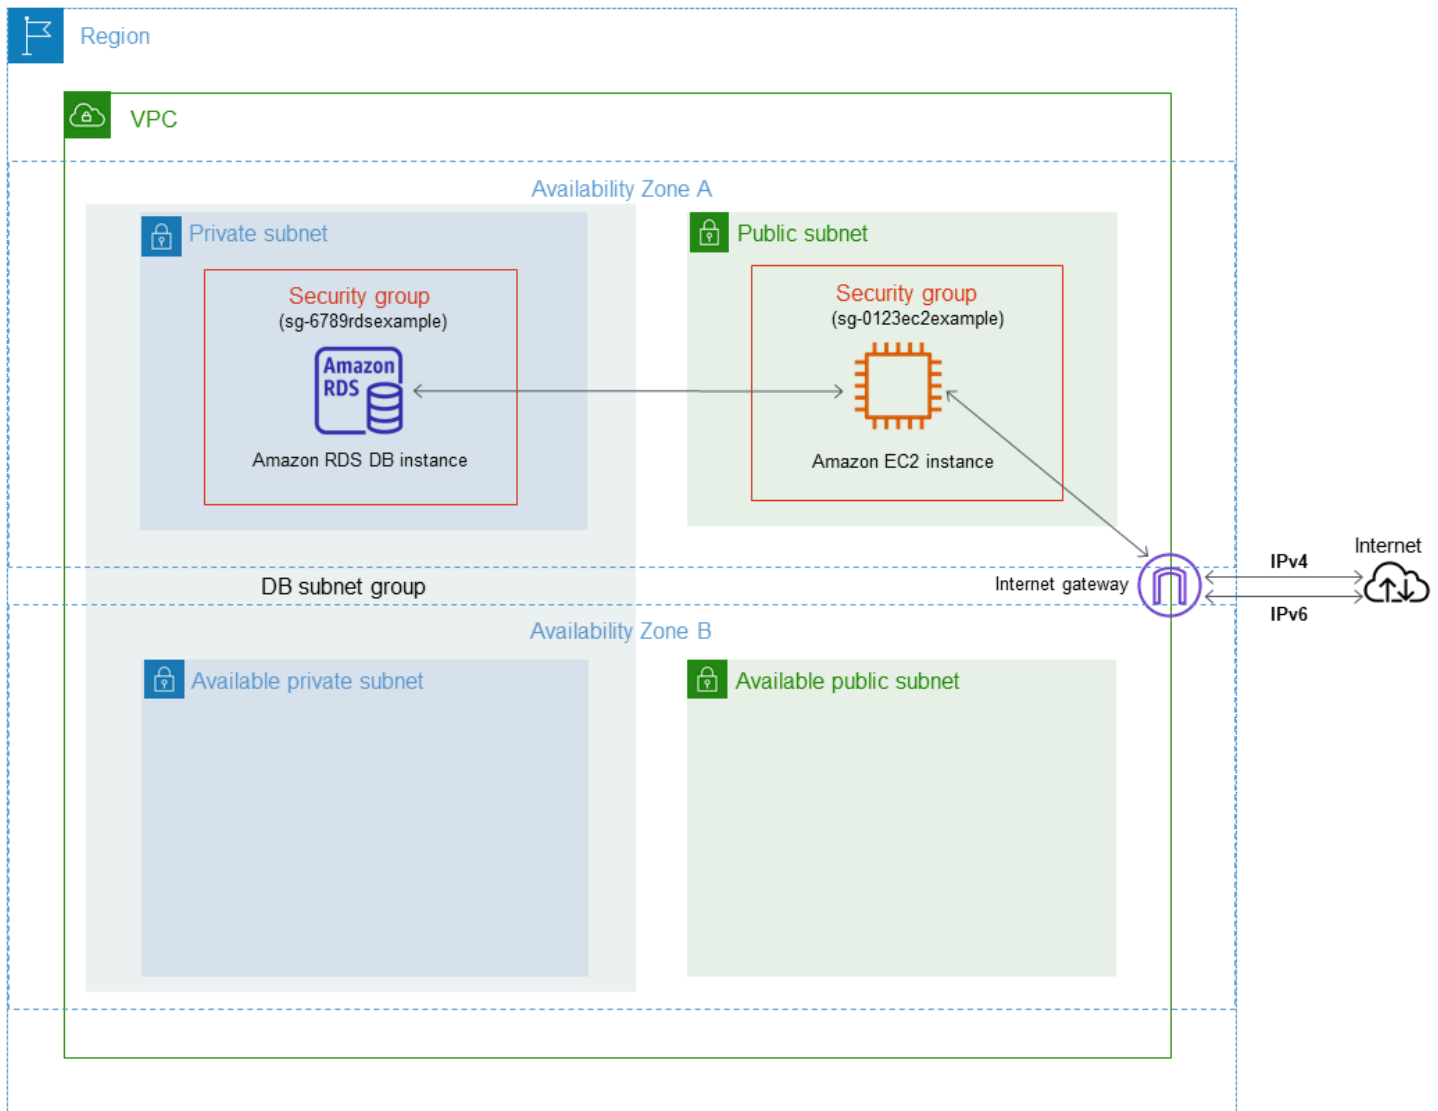 Region
VPC
Availability Zone A
Private subnet
Public subnet
Security group
(sg-6789rdsexample)
Security group
(sg-0123ec2example)
Amazon
RDS
Amazon RDS DB instance
Amazon EC2 instance
DB subnet group
Internet gateway
IPv4
IPv6
Internet
Availability Zone B
Available private subnet
Available public subnet